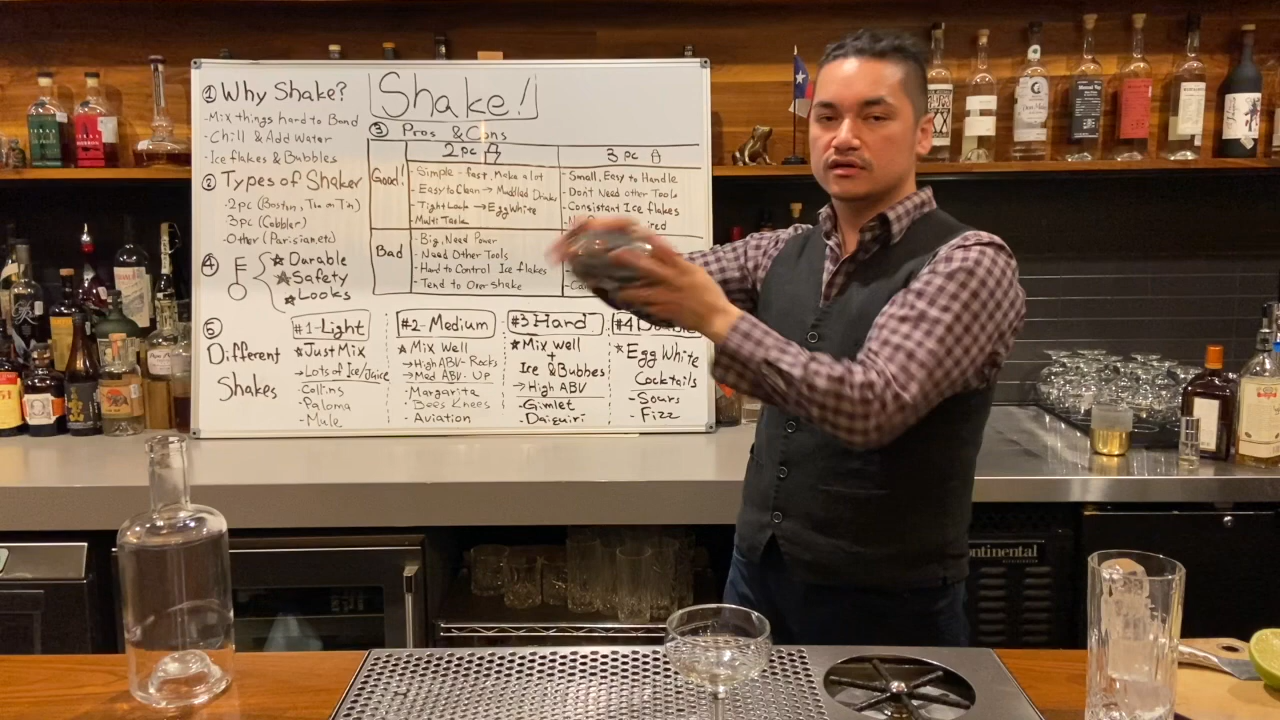 Shake!
① Why Shake?
-Mix things hard to Bond
-Chill & Add Water
-Ice flakes & Bubbles
② Types of Shaker
-2pc (Boston, Tin on Tin)
3pc (Cobbler)
-Other (Parisian, etc)
③ Pros & Cons
2pc
3 pc
Good!
-Simple - fast, Make a lot
-Easy to Clean → Muddled Drinks
-Tight Lock → Egg White
-Multi Task
-Small, Easy to Handle
-Don't Need other Tools
-Consistant Ice flakes
Bad
-Big, Need Power
-Need Other Tools
-Hard to Control Ice flakes
-Tend to Over shake
④
★ Durable
★ Safety
★ Looks
⑤ Different Shakes
#1-Light
★ Just Mix
→ Lots of Ice/Juice
-Collins
-Paloma
-Mule
#2-Medium
★ Mix Well
→ High ABV- Rocks
→ Med ABV- UP
-Margarita
-Bees Knees
-Aviation
#3 Hard
★ Mix Well
+
Ice & Bubbes
→ High ABV
-Gimlet
-Daiquiri
#4
★ Egg White
Cocktails
-Sours
-Fizz
ontinental